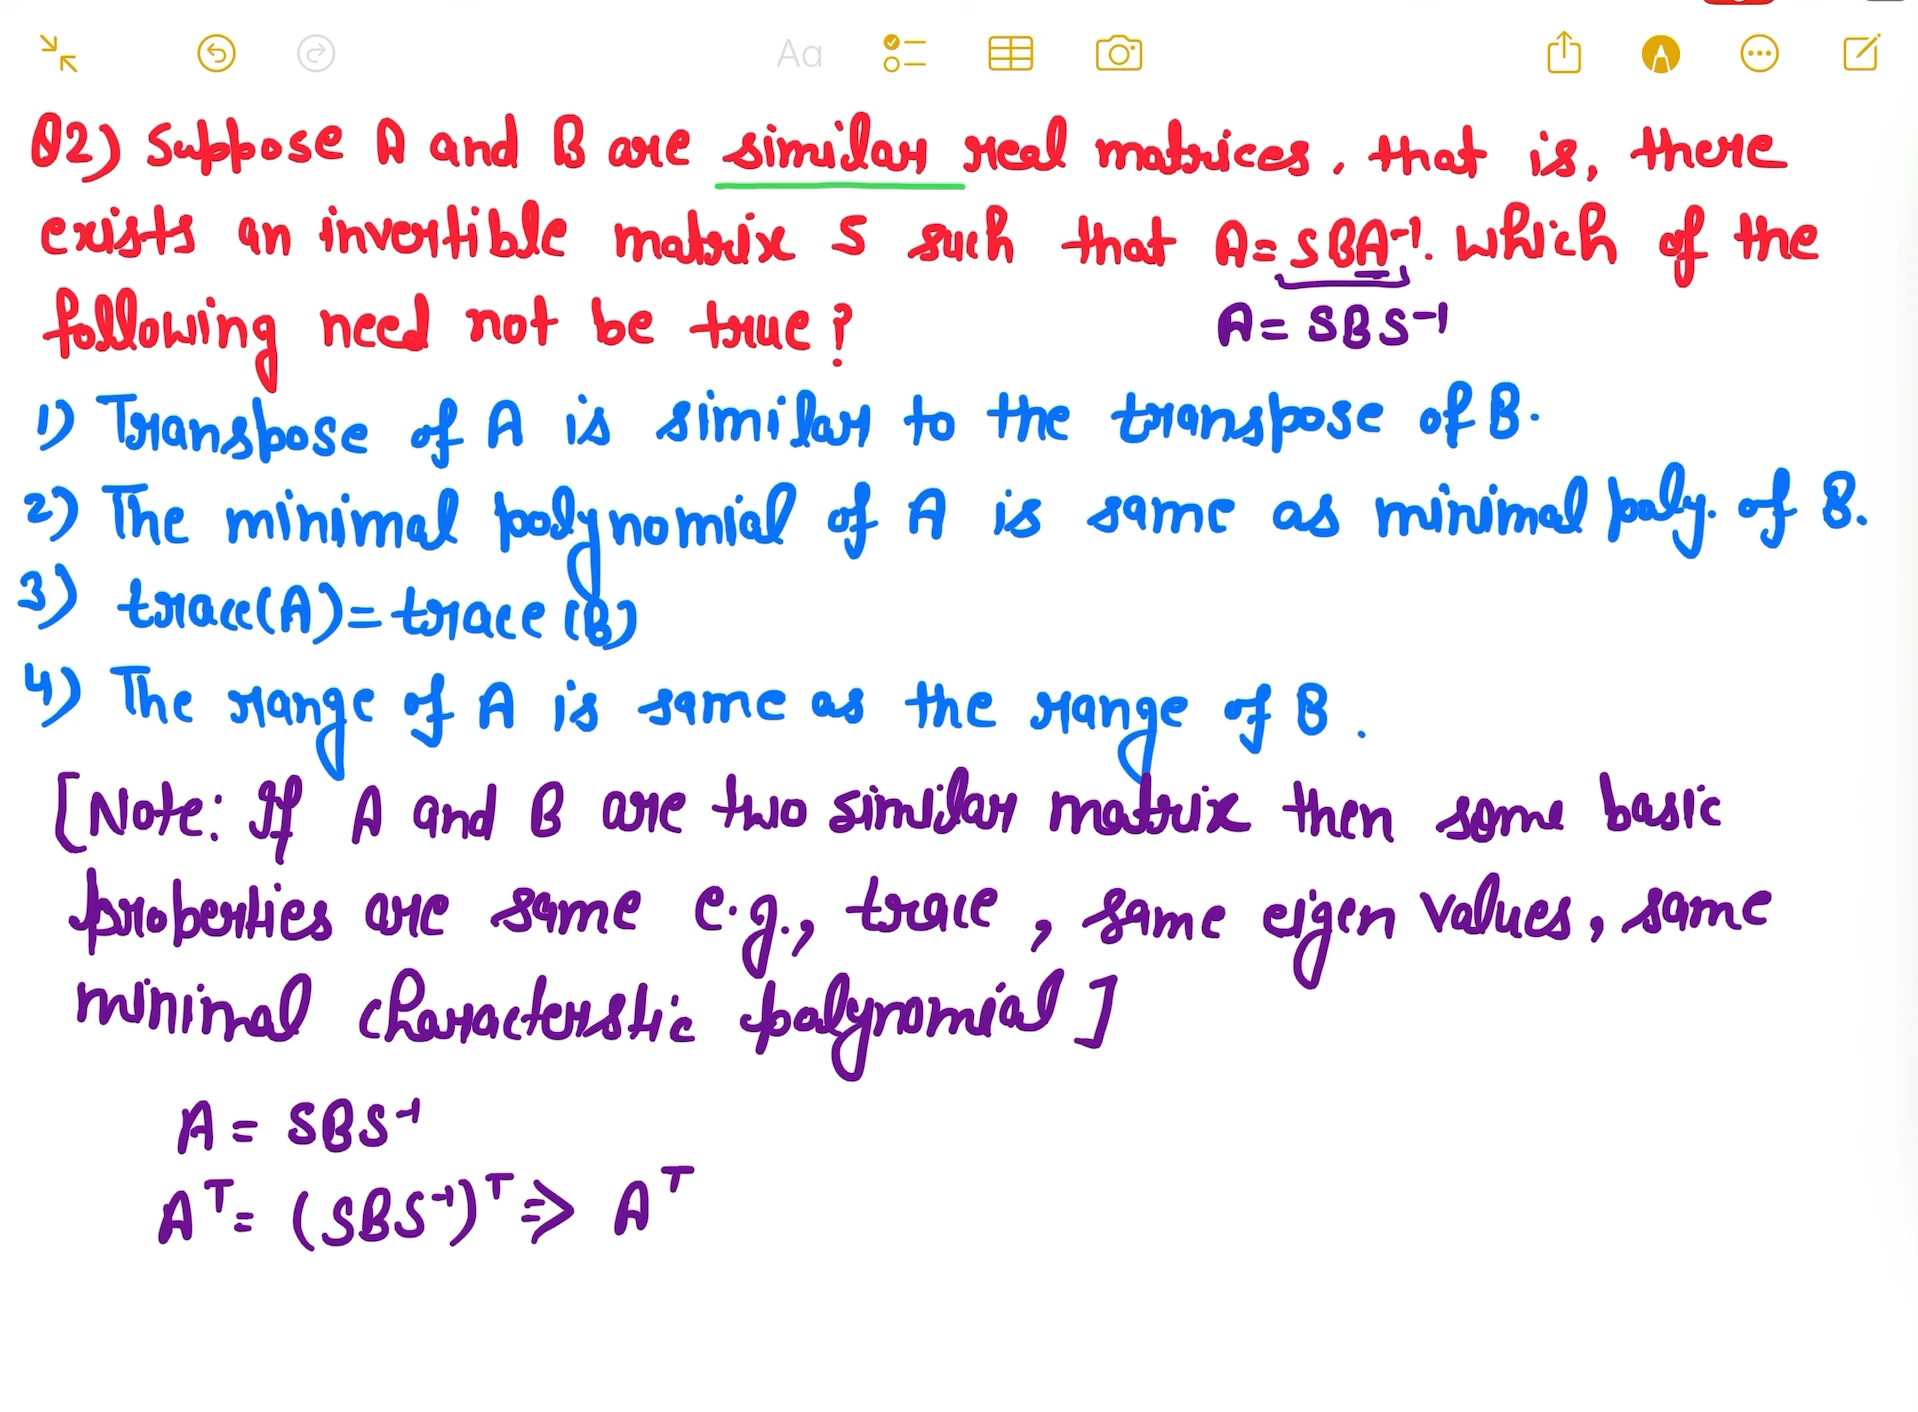 Aa
Q2) Suppose A and B are similar real matrices, that is, there
exists an invertible matrix S such that A=SBA⁻¹. which of the
following need not be true?
A=SBS⁻¹
1) Transpose of A is similar to the transpose of B.
2) The minimal polynomial of A is same as minimal poly. of B.
3) trace(A)=trace(B)
4) The range of A is same as the range of B.
[Note: If A and B are two similar matrix then some basic
properties are same e.g., trace, same eigen values, same
minimal characterstic polynomial]
A = SBS⁻¹
Aᵀ= (SBS⁻¹)ᵀ ⇒ Aᵀ